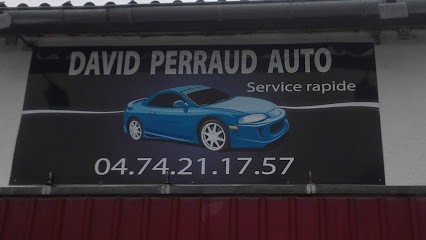 DAVID PERRAUD AUTO
Service rapide
04.74.21.17.57